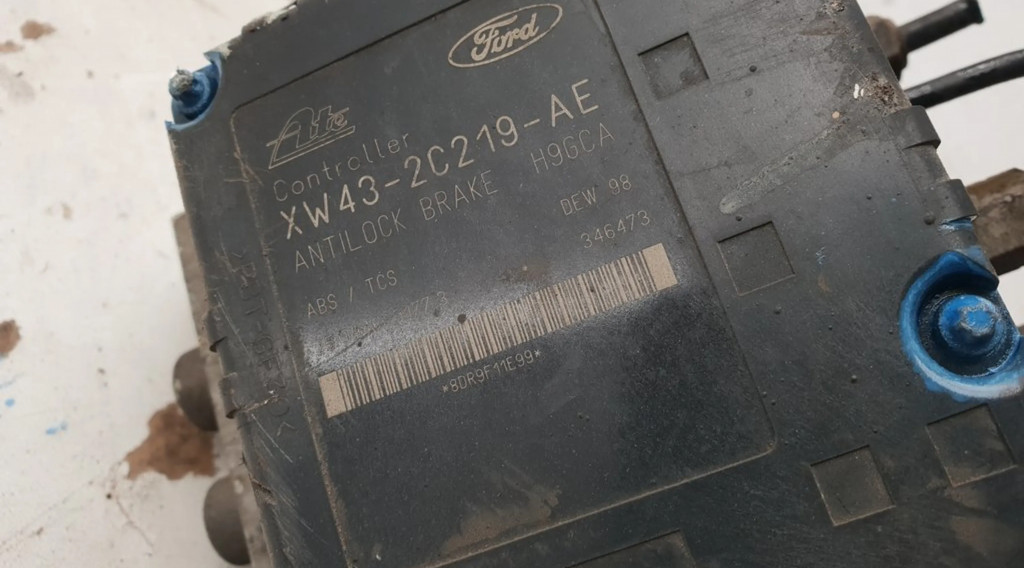 Ford
Ate
Controller
XW43-2C219-AE
ANTILOCK BRAKE H9GCA
DEW 98
ABS / TCS
346473
*8DR9F11E99*